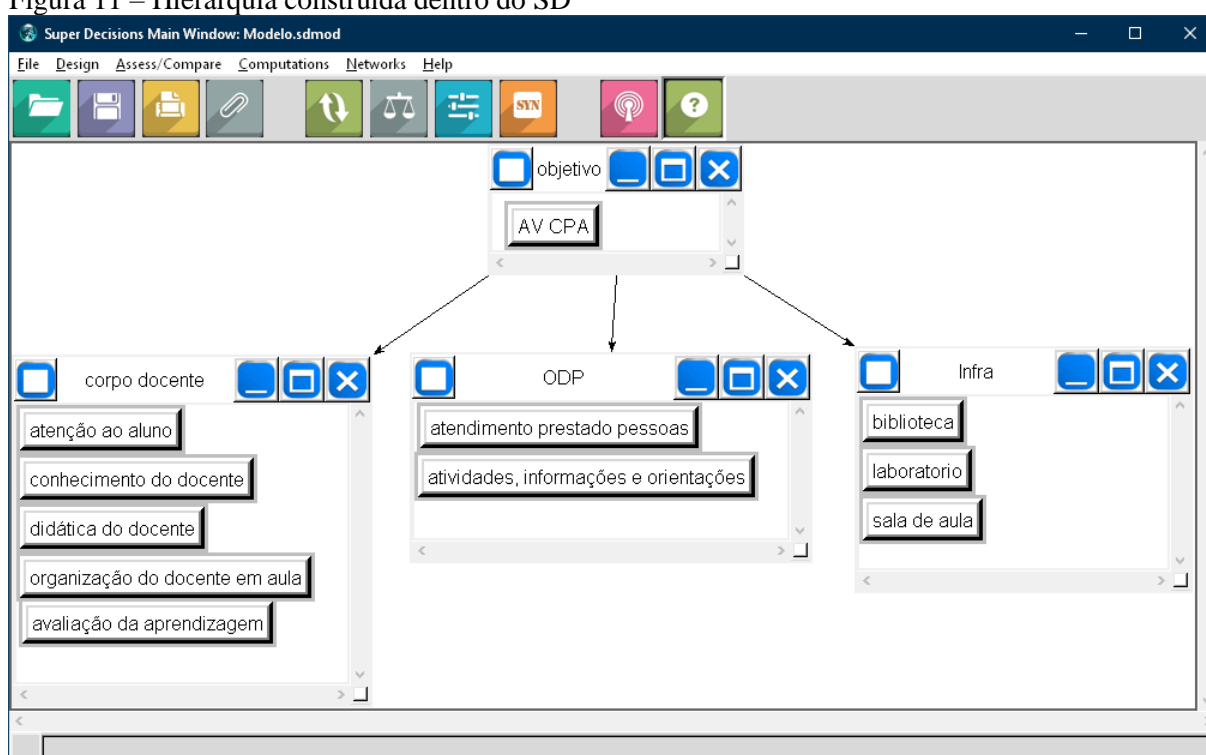 Figura 11 – Hierarquia construída dentro do SD
Super Decisions Main Window: Modelo.sdmod
File Design Assess/Compare Computations Networks Help
SYN
?
objetivo
AV CPA
corpo docente
atenção ao aluno
conhecimento do docente
didática do docente
organização do docente em aula
avaliação da aprendizagem
ODP
atendimento prestado pessoas
atividades, informações e orientações
Infra
biblioteca
laboratorio
sala de aula